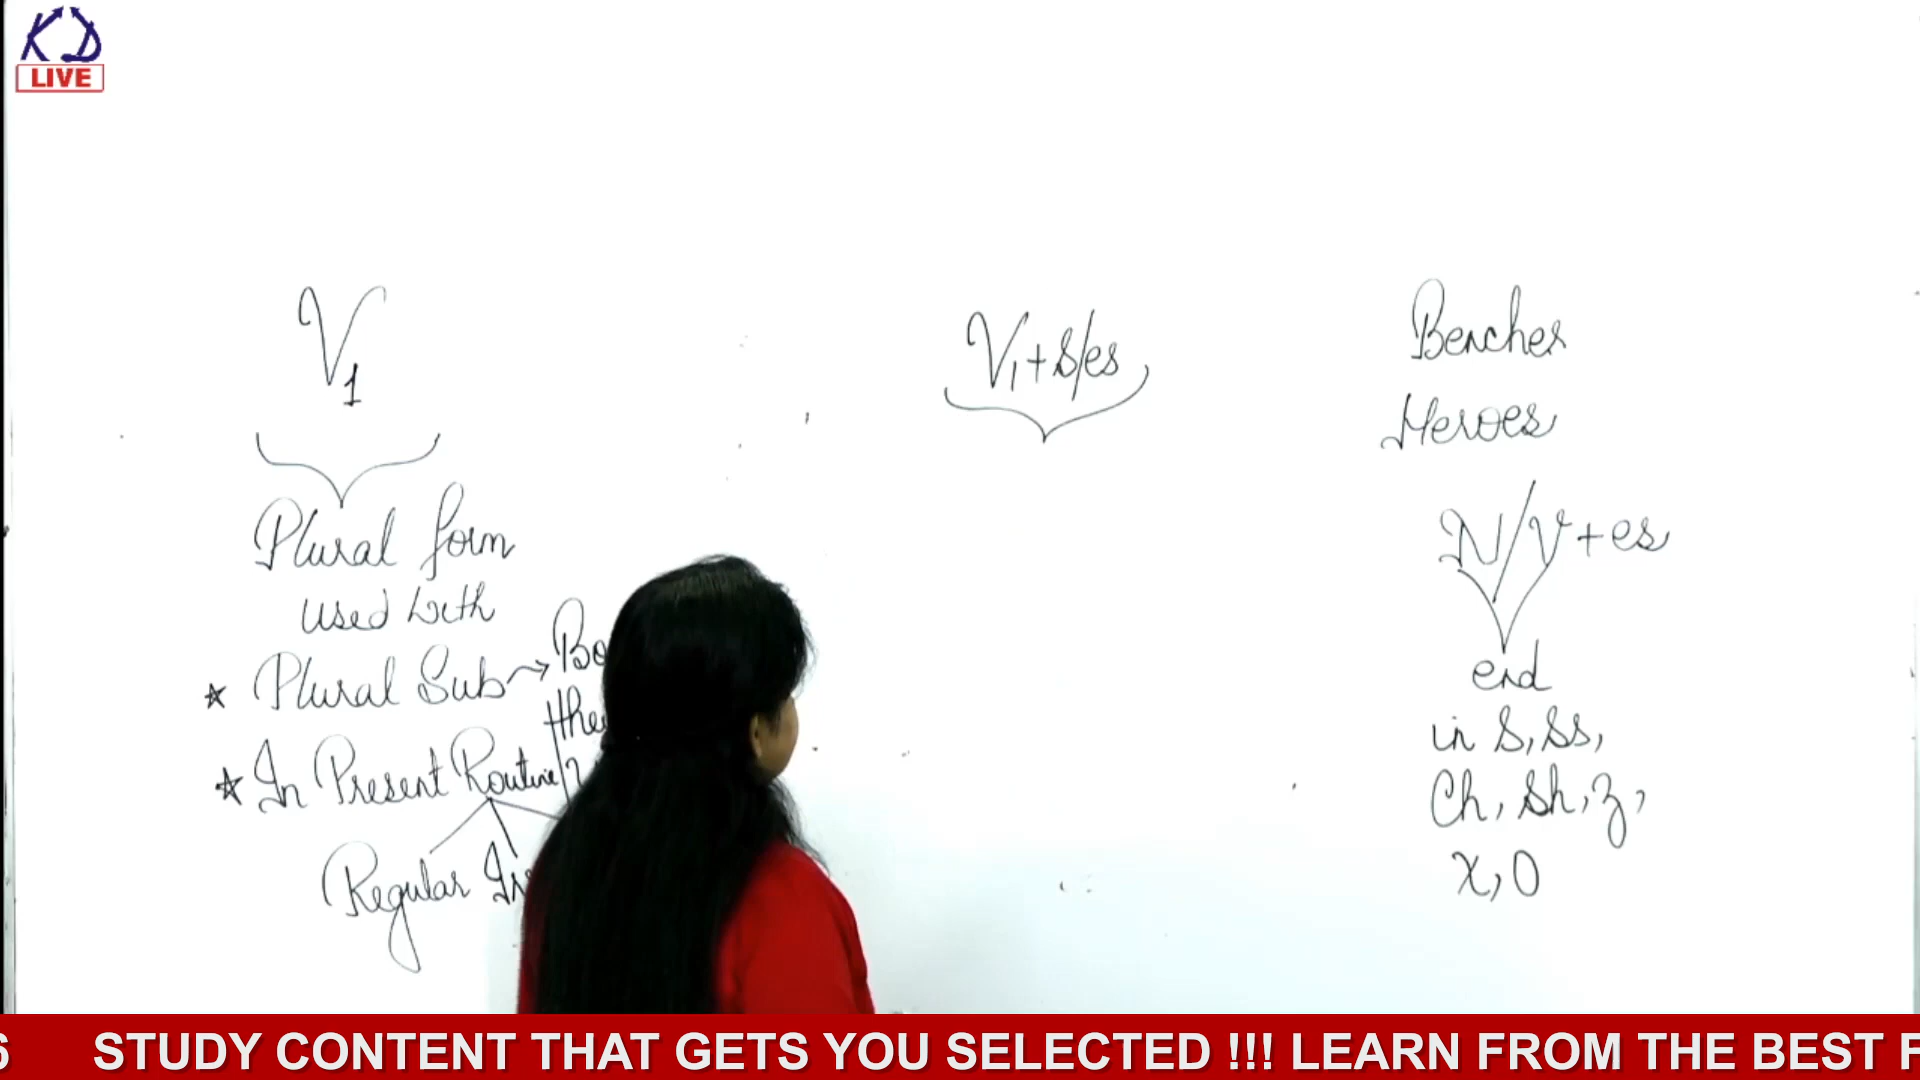 KD
LIVE
V1
Plural form
used with
★ Plural Sub
★ In Present Routine
Regular
V1+s/es
Benches
Heroes
N/V+es
end
in s, ss,
ch, sh, z,
x, o
6 STUDY CONTENT THAT GETS YOU SELECTED !!! LEARN FROM THE BEST F